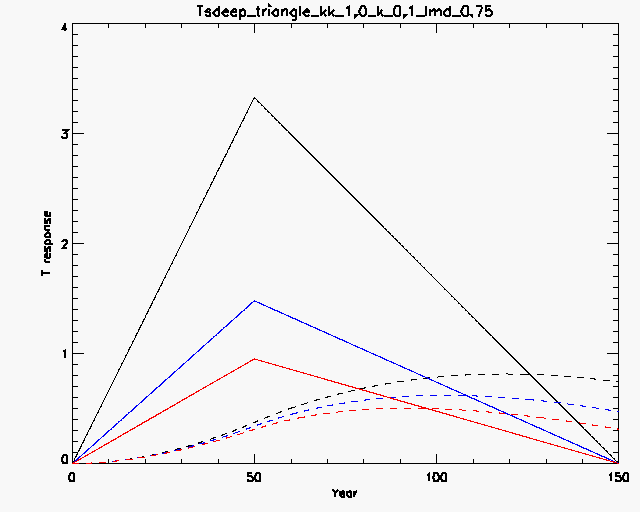 Tsdeep_triangle_kk_1,0_k_0,1_lmd_0,75
4
3
2
1
0
T response
0 50 100 150
Year